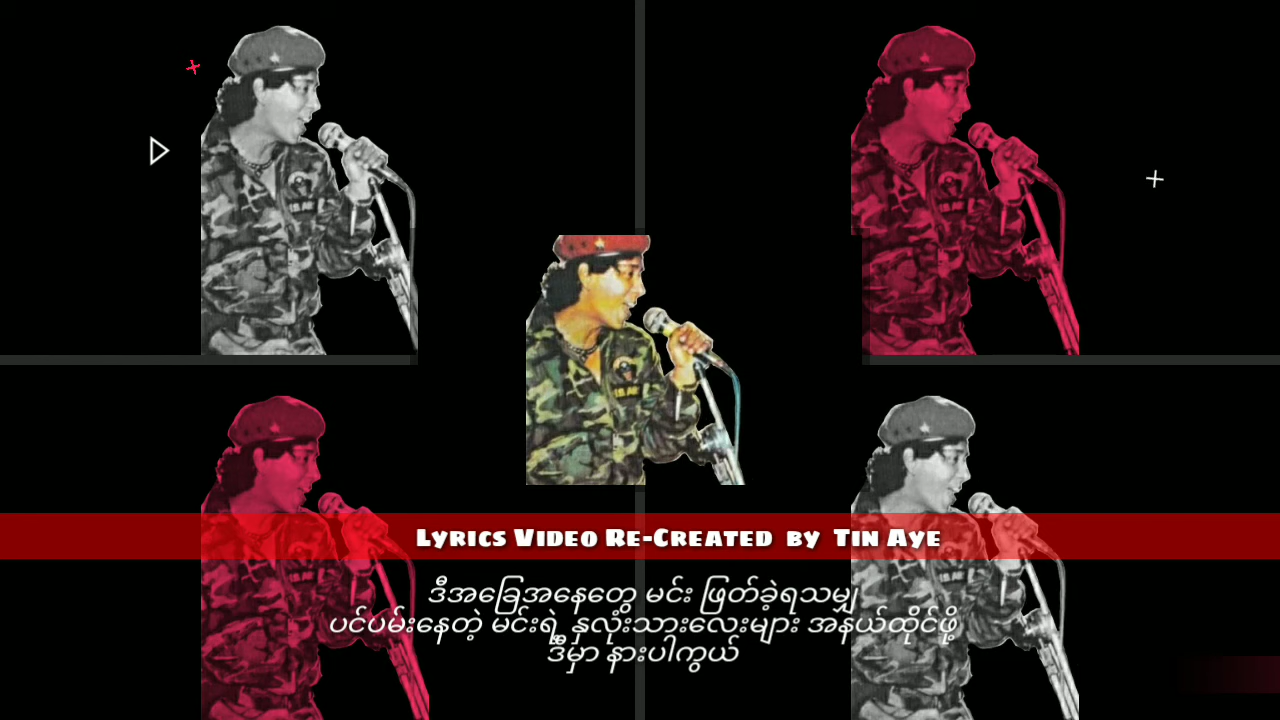 Lyrics Video Re-Created by Tin Aye
ဒီအခြေအနေတွေ မင်း ဖြတ်ခဲ့ရသမျှ
ပင်ပမ်းနေတဲ့ မင်းရဲ့ နှလုံးသားလေးများ အနယ်ထိုင်ဖို့
ဒီမှာ နားပါကွယ်